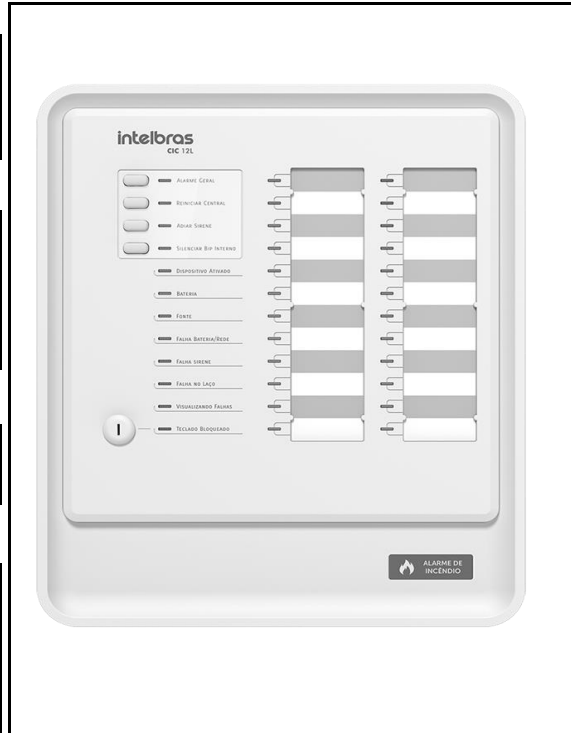 intelbras
CIC 12L
ALARME GERAL
REINICIAR CENTRAL
ADIAR SIRENE
SILENCIAR BIP INTERNO
DISPOSITIVO ATIVADO
BATERIA
FONTE
FALHA BATERIA/REDE
FALHA SIRENE
FALHA NO LAÇO
VISUALIZANDO FALHAS
TECLADO BLOQUEADO
ALARME DE
INCÊNDIO